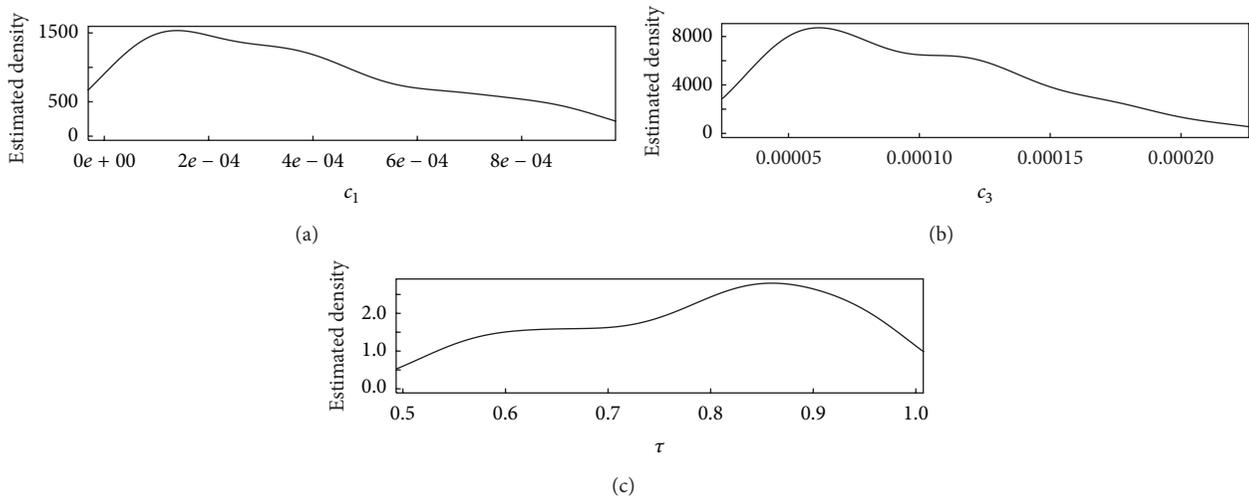 Estimated density
1500
500
0
0e + 00 2e − 04 4e − 04 6e − 04 8e − 04
c₁
(a)
Estimated density
8000
4000
0
0.00005 0.00010 0.00015 0.00020
c₃
(b)
Estimated density
2.0
1.0
0.0
0.5 0.6 0.7 0.8 0.9 1.0
τ
(c)